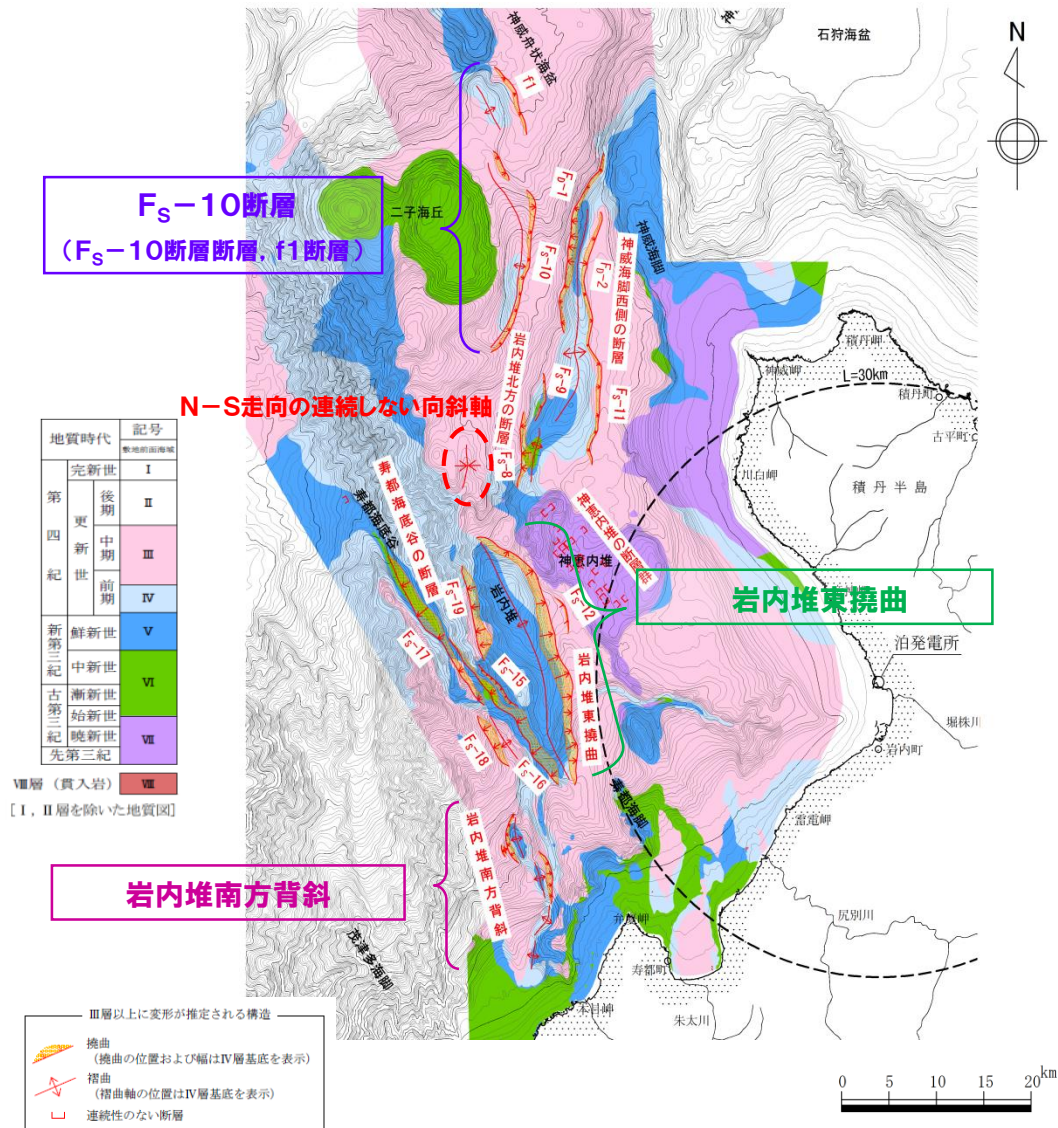 神威舟状海盆
石狩海盆
N
f1
FS-10断層
（FS-10断層断層, f1断層）
二子海丘
FD-1
FS-10
FD-2
神威海脚西側の断層
神威海脚
積丹岬
神威岬
L=30km
積丹町
古平町
岩内堆北方の断層
FS-9
FS-11
N-S走向の連続しない向斜軸
FS-8
川白岬
積丹半島
地質時代
記号
敷地前面海域
第四紀
完新世
Ⅰ
更新世
後期
Ⅱ
中期
Ⅲ
前期
Ⅳ
新第三紀
鮮新世
Ⅴ
中新世
Ⅵ
古第三紀
漸新世
始新世
暁新世
Ⅶ
先第三紀
Ⅷ層（貫入岩）
Ⅷ
[Ⅰ, Ⅱ層を除いた地質図]
寿都海底谷
寿都海底谷の断層
神恵内堆
神恵内堆の断層群
岩内堆
FS-19
FS-12
FS-17
FS-15
岩内堆東撓曲
岩内堆東撓曲
泊発電所
堀株川
岩内町
FS-18
FS-16
寿都海脚
雷電岬
岩内堆南方背斜
岩内堆南方背斜
尻別川
弁慶岬
茂津多海脚
寿都町
本目岬
朱太川
Ⅲ層以上に変形が推定される構造
撓曲
（撓曲の位置および幅はⅣ層基底を表示）
褶曲
（褶曲軸の位置はⅣ層基底を表示）
連続性のない断層
0 5 10 15 20km